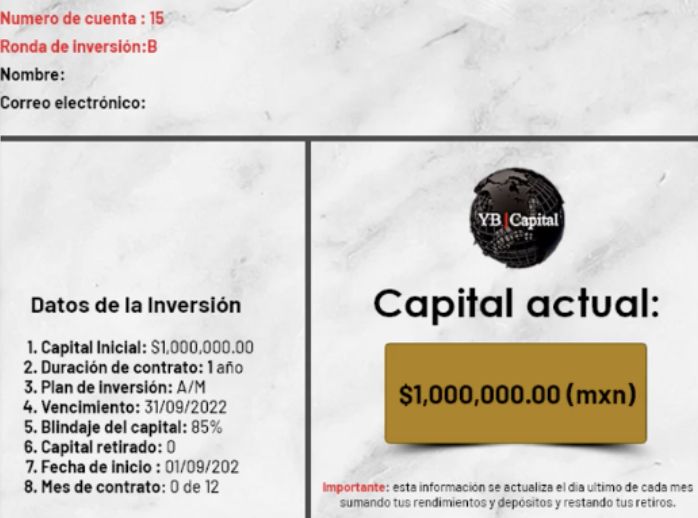 Numero de cuenta : 15
Ronda de inversión:B
Nombre:
Correo electrónico:
Datos de la Inversión
1. Capital Inicial: $1,000,000.00
2. Duración de contrato: 1 año
3. Plan de inversión: A/M
4. Vencimiento: 31/09/2022
5. Blindaje del capital: 85%
6. Capital retirado: 0
7. Fecha de inicio : 01/09/202
8. Mes de contrato: 0 de 12
YB|Capital
Capital actual:
$1,000,000.00 (mxn)
Importante: esta información se actualiza el dia ultimo de cada mes
sumando tus rendimientos y depósitos y restando tus retiros.